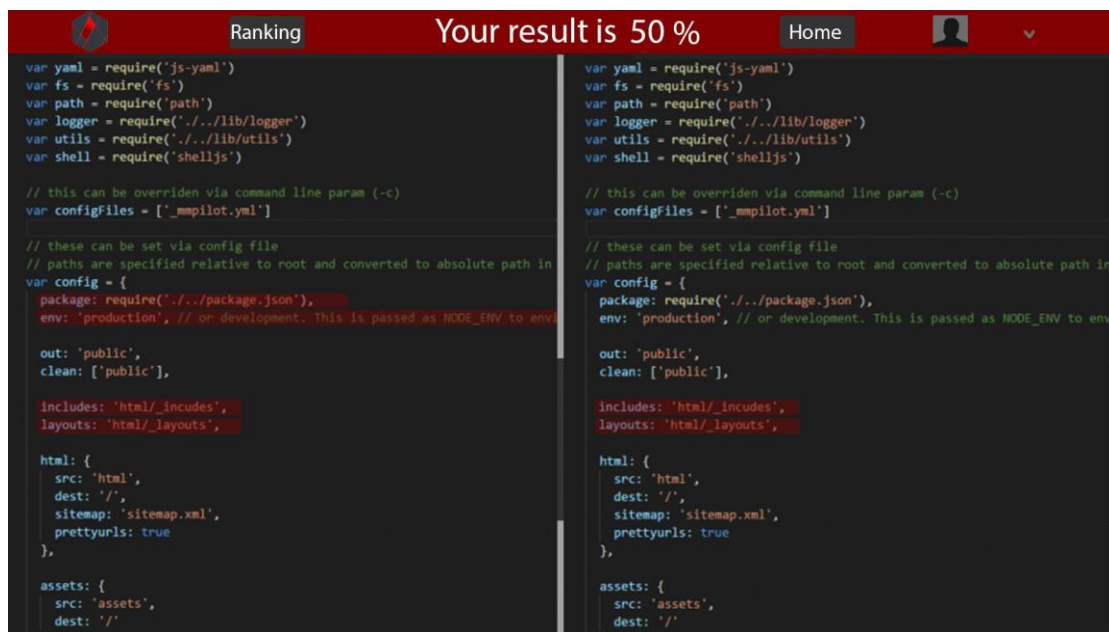 Ranking
Your result is 50 %
Home
var yaml = require('js-yaml')
var fs = require('fs')
var path = require('path')
var logger = require('./../lib/logger')
var utils = require('./../lib/utils')
var shell = require('shelljs')
// this can be overriden via command line param (-c)
var configFiles = ['_mmpilot.yml']
// these can be set via config file
// paths are specified relative to root and converted to absolute path in
var config = {
package: require('./../package.json'),
env: 'production', // or development. This is passed as NODE_ENV to envi
out: 'public',
clean: ['public'],
includes: 'html/_incudes',
layouts: 'html/_layouts',
html: {
src: 'html',
dest: '/',
sitemap: 'sitemap.xml',
prettyurls: true
},
assets: {
src: 'assets',
dest: '/'
var yaml = require('js-yaml')
var fs = require('fs')
var path = require('path')
var logger = require('./../lib/logger')
var utils = require('./../lib/utils')
var shell = require('shelljs')
// this can be overriden via command line param (-c)
var configFiles = ['_mmpilot.yml']
// these can be set via config file
// paths are specified relative to root and converted to absolute path in
var config = {
package: require('./../package.json'),
env: 'production', // or development. This is passed as NODE_ENV to env
out: 'public',
clean: ['public'],
includes: 'html/_incudes',
layouts: 'html/_layouts',
html: {
src: 'html',
dest: '/',
sitemap: 'sitemap.xml',
prettyurls: true
},
assets: {
src: 'assets',
dest: '/'